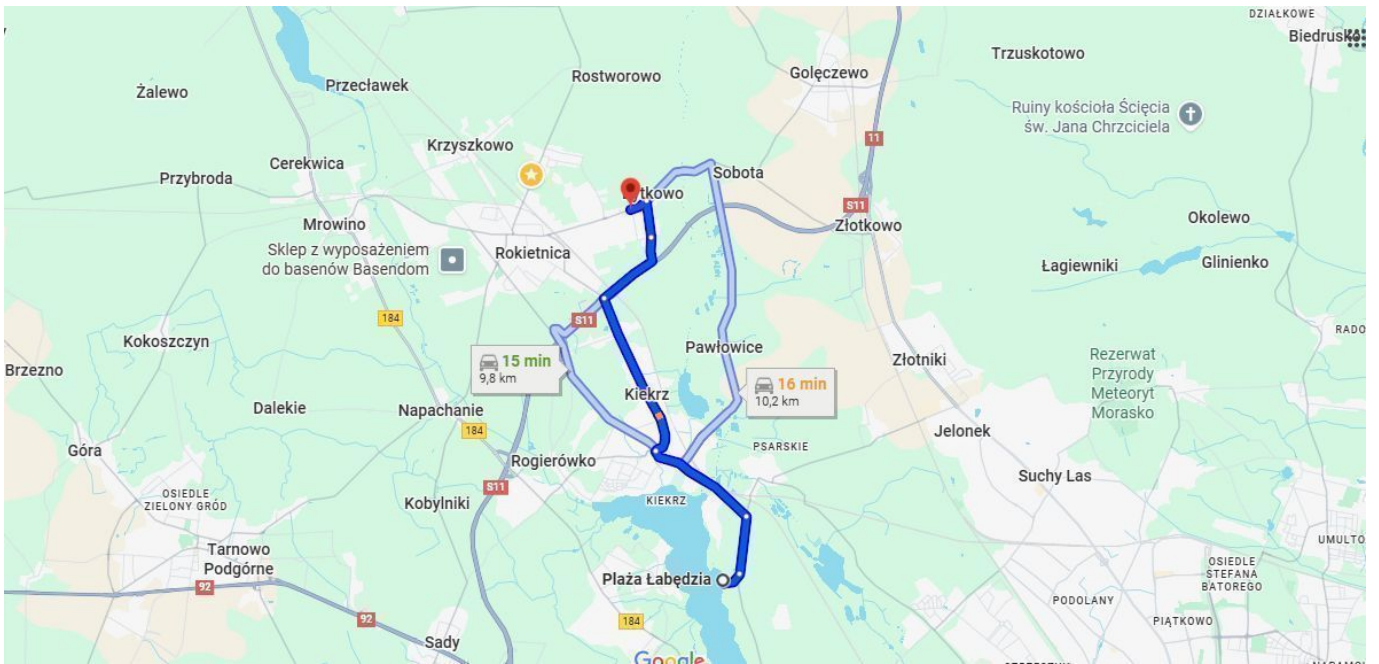 DZIAŁKOWE
Biedrusko
Trzuskotowo
Rostworowo
Golęczewo
Żalewo
Przecławek
Ruiny kościoła Ścięcia
św. Jana Chrzciciela
11
Krzyszkowo
Cerekwica
Przybroda
Sobota
tkowo
S11
Okolewo
Mrowino
Złotkowo
Sklep z wyposażeniem
do basenów Basendom
Rokietnica
Łagiewniki
Glinienko
184
S11
RADO
Kokoszczyn
Pawłowice
Złotniki
Rezerwat
Przyrody
Meteoryt
Morasko
Brzezno
15 min
9,8 km
16 min
10,2 km
Kiekrz
Dalekie
Napachanie
184
Jelonek
Góra
PSARSKIE
Rogierówko
Suchy Las
S11
OSIEDLE
ZIELONY GRÓD
Kobylniki
KIEKRZ
UMULTO
Tarnowo
Podgórne
OSIEDLE
STEFANA
BATOREGO
92
Plaża Łabędzia
PODOLANY
92
184
PIĄTKOWO
Sady
Google